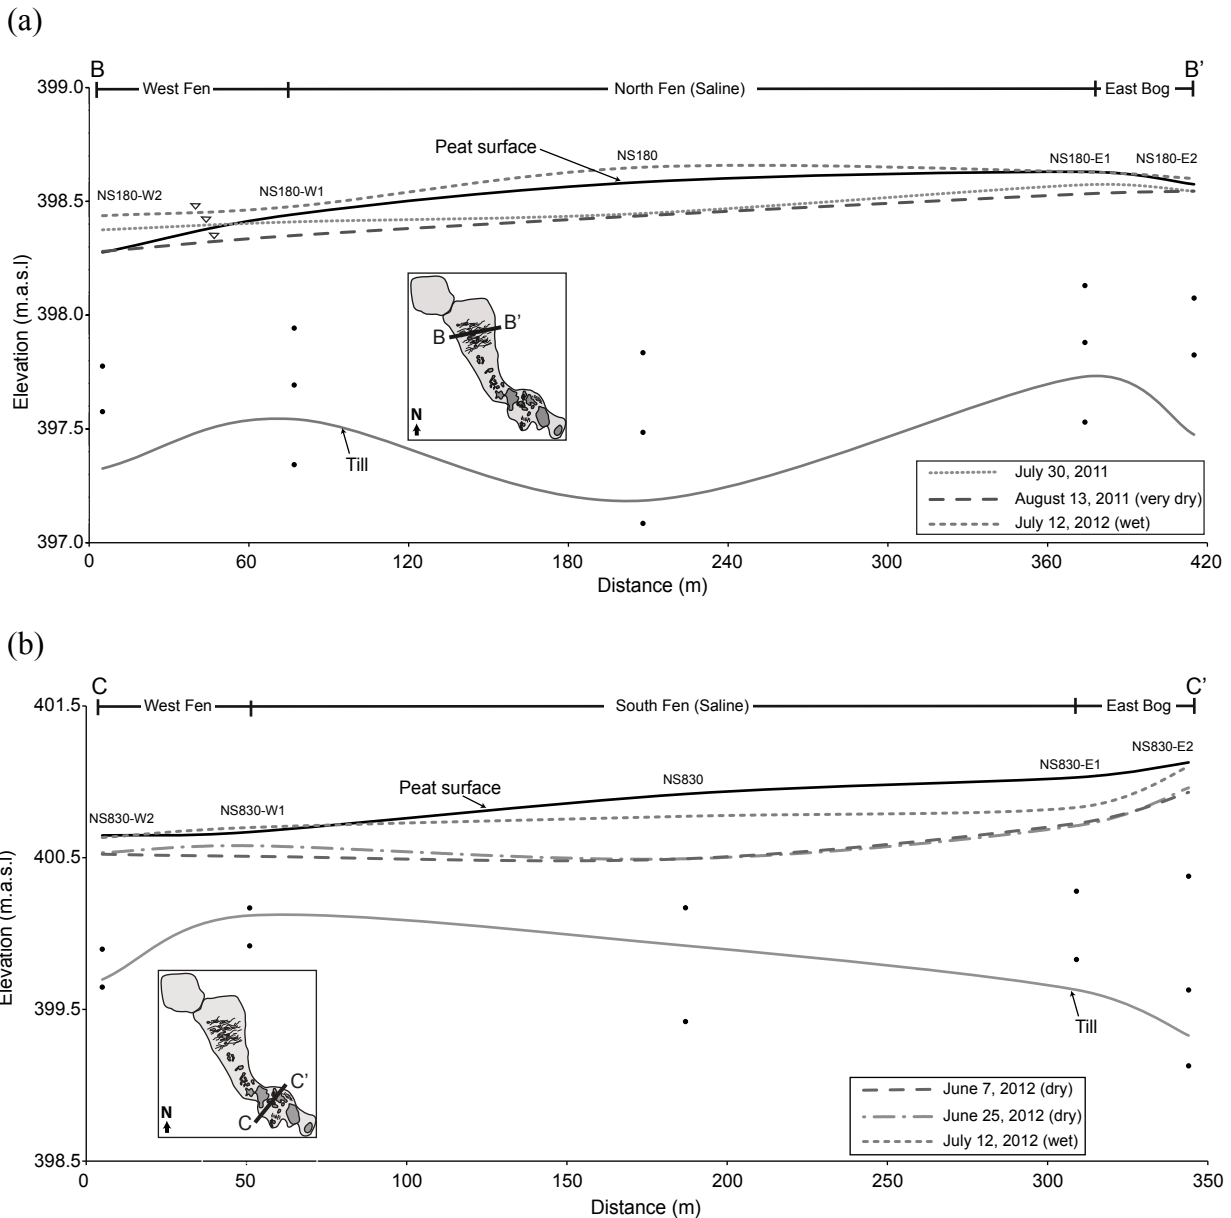 (a)
B
B’
West Fen
North Fen (Saline)
East Bog
399.0
398.5
398.0
397.5
397.0
Elevation (m.a.s.l)
Peat surface
NS180-W2
NS180-W1
NS180
NS180-E1
NS180-E2
B
B’
N
Till
July 30, 2011
August 13, 2011 (very dry)
July 12, 2012 (wet)
0
60
120
180
240
300
360
420
Distance (m)
(b)
C
C’
West Fen
South Fen (Saline)
East Bog
401.5
400.5
399.5
398.5
Elevation (m.a.s.l)
Peat surface
NS830-W2
NS830-W1
NS830
NS830-E1
NS830-E2
C’
C
N
Till
June 7, 2012 (dry)
June 25, 2012 (dry)
July 12, 2012 (wet)
0
50
100
150
200
250
300
350
Distance (m)